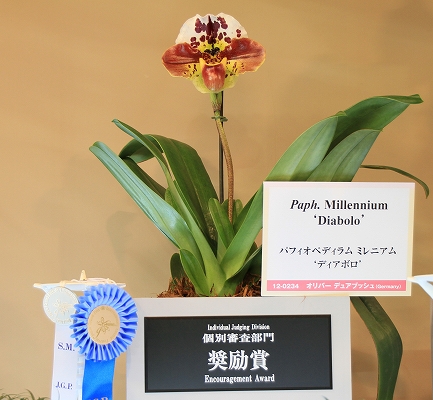 Paph. Millennium
‘Diabolo’
パフィオペディラム ミレニアム
‘ディアボロ’
12-0234 オリバー デュアブッシュ (Germany)
Individual Judging Division
個別審査部門
奨励賞
Encouragement Award
S.M.
J.G.P.